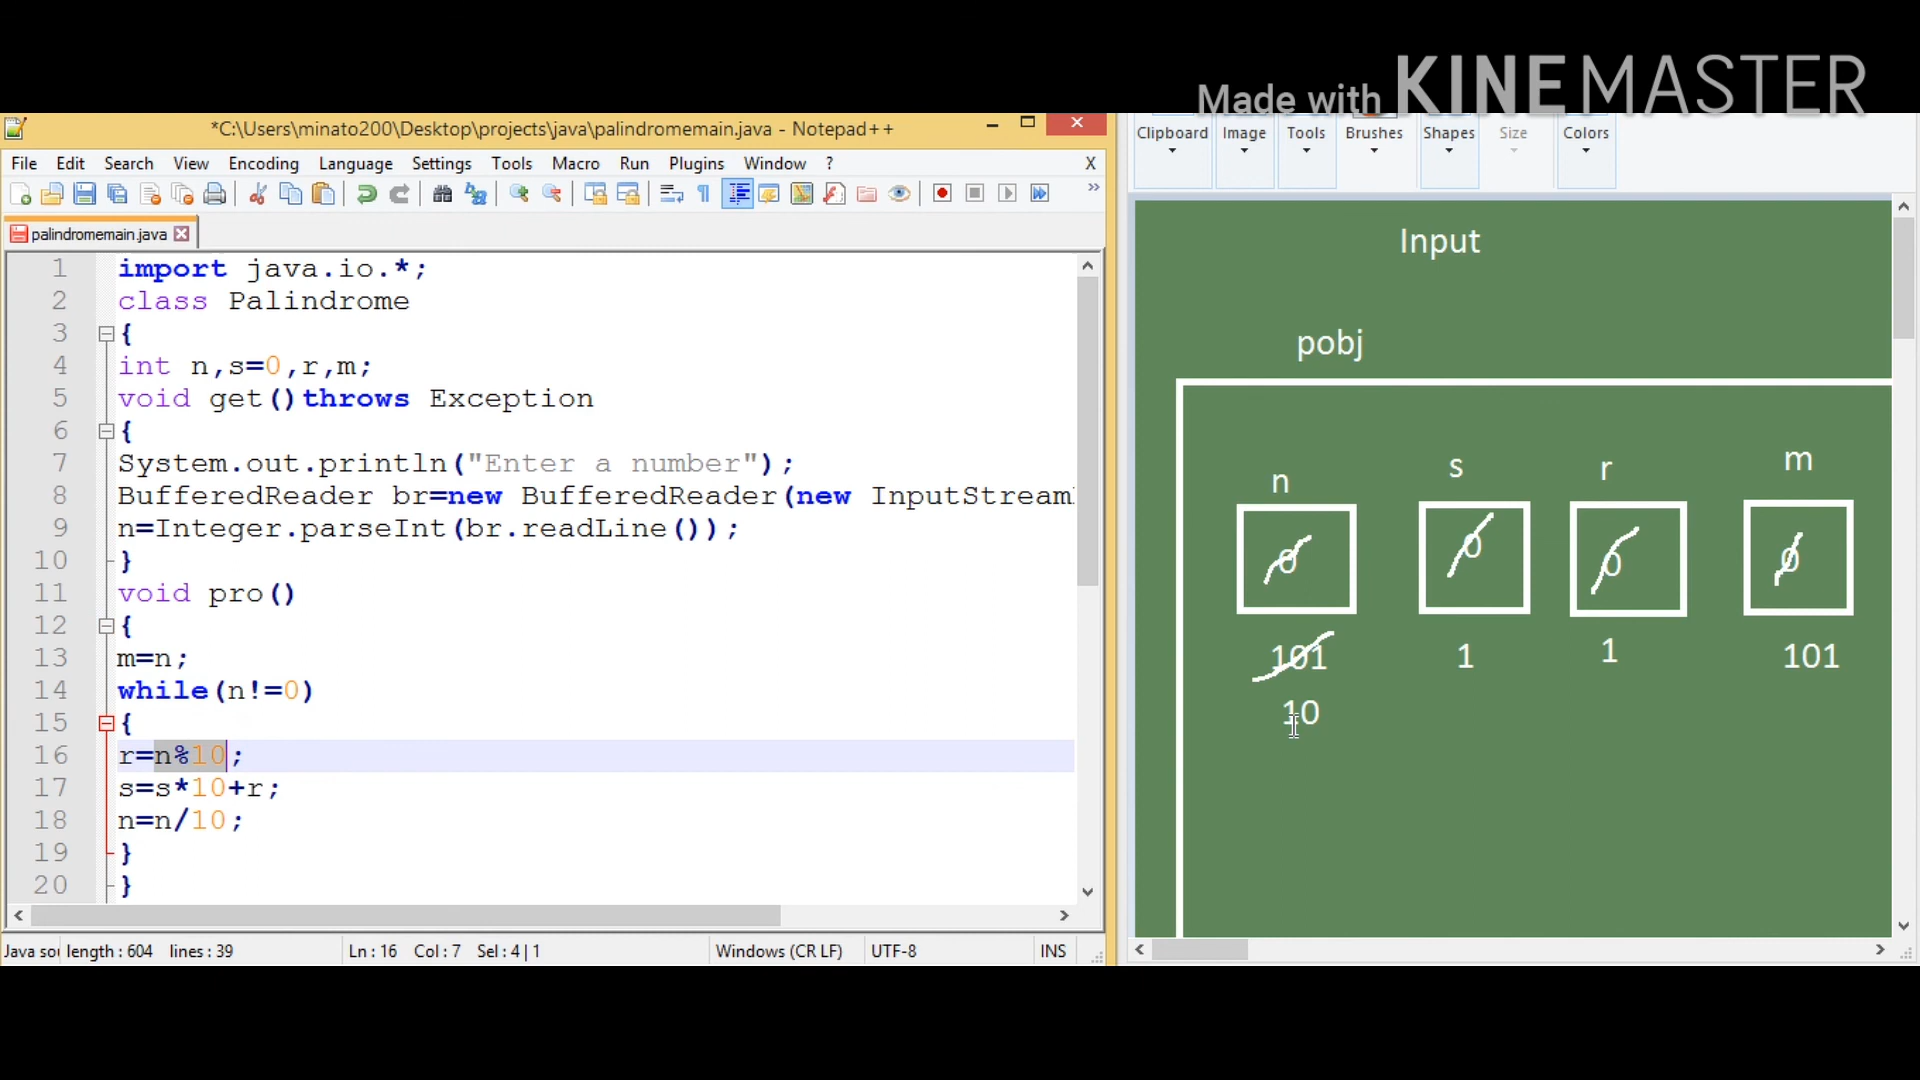 Made with KINEMASTER
*C:\Users\minato200\Desktop\projects\java\palindromemain.java - Notepad++
File Edit Search View Encoding Language Settings Tools Macro Run Plugins Window ? X
palindromemain.java
1 import java.io.*;
2 class Palindrome
3 {
4 int n,s=0,r,m;
5 void get()throws Exception
6 {
7 System.out.println("Enter a number");
8 BufferedReader br=new BufferedReader(new InputStream
9 n=Integer.parseInt(br.readLine());
10 }
11 void pro()
12 {
13 m=n;
14 while(n!=0)
15 {
16 r=n%10;
17 s=s*10+r;
18 n=n/10;
19 }
20 }
Java so length : 604 lines : 39 Ln : 16 Col : 7 Sel : 4 | 1 Windows (CR LF) UTF-8 INS
Clipboard Image Tools Brushes Shapes Size Colors
Input
pobj
n s r m
0 0 0 0
101 1 1 101
10